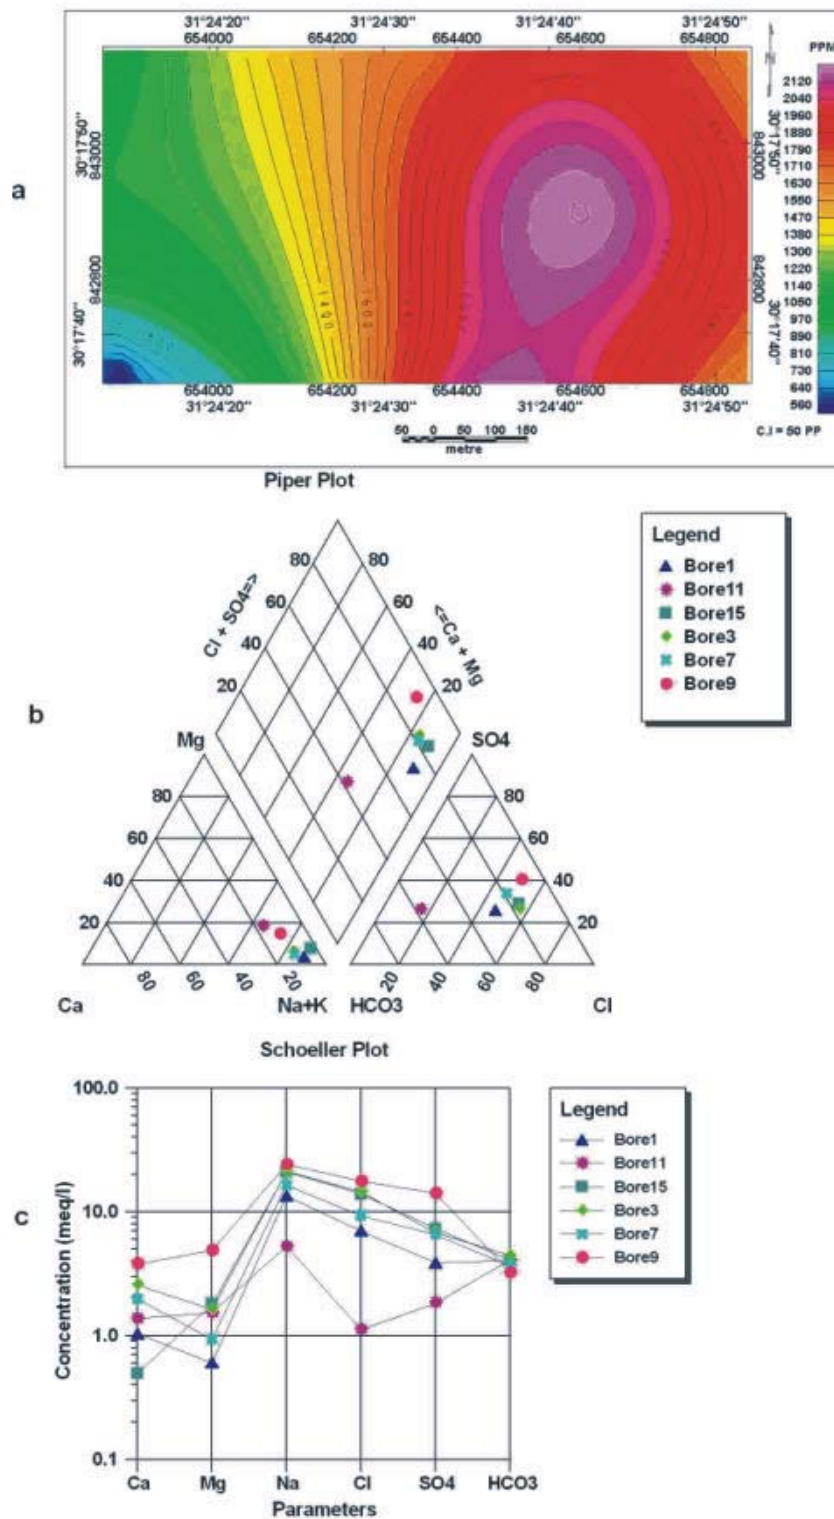 31°24'20" 31°24'30" 31°24'40" 31°24'50"
654000 654200 654400 654600 654800
PPM
N
2120
2040
1960
1880
1790
1710
1630
1550
1470
1380
1300
1220
1140
1050
970
890
810
730
640
560
C.I = 50 PP
30°17'50"
843000
842800
30°17'40"
30°17'50"
843000
842800
30°17'40"
a
1400
1600
654000 654200 654400 654600 654800
31°24'20" 31°24'30" 31°24'40" 31°24'50"
50 0 50 100 150
metre
Piper Plot
b
Legend
Bore1
Bore11
Bore15
Bore3
Bore7
Bore9
80 80
60 60
40 40
20 20
Cl + SO4=>
<=Ca + Mg
Mg SO4
80 80
60 60
40 40
20 20
80 60 40 20
20 40 60 80
Ca Na+K HCO3 Cl
Schoeller Plot
c
100.0
10.0
1.0
0.1
Concentration (meq/l)
Ca Mg Na Cl SO4 HCO3
Parameters
Legend
Bore1
Bore11
Bore15
Bore3
Bore7
Bore9